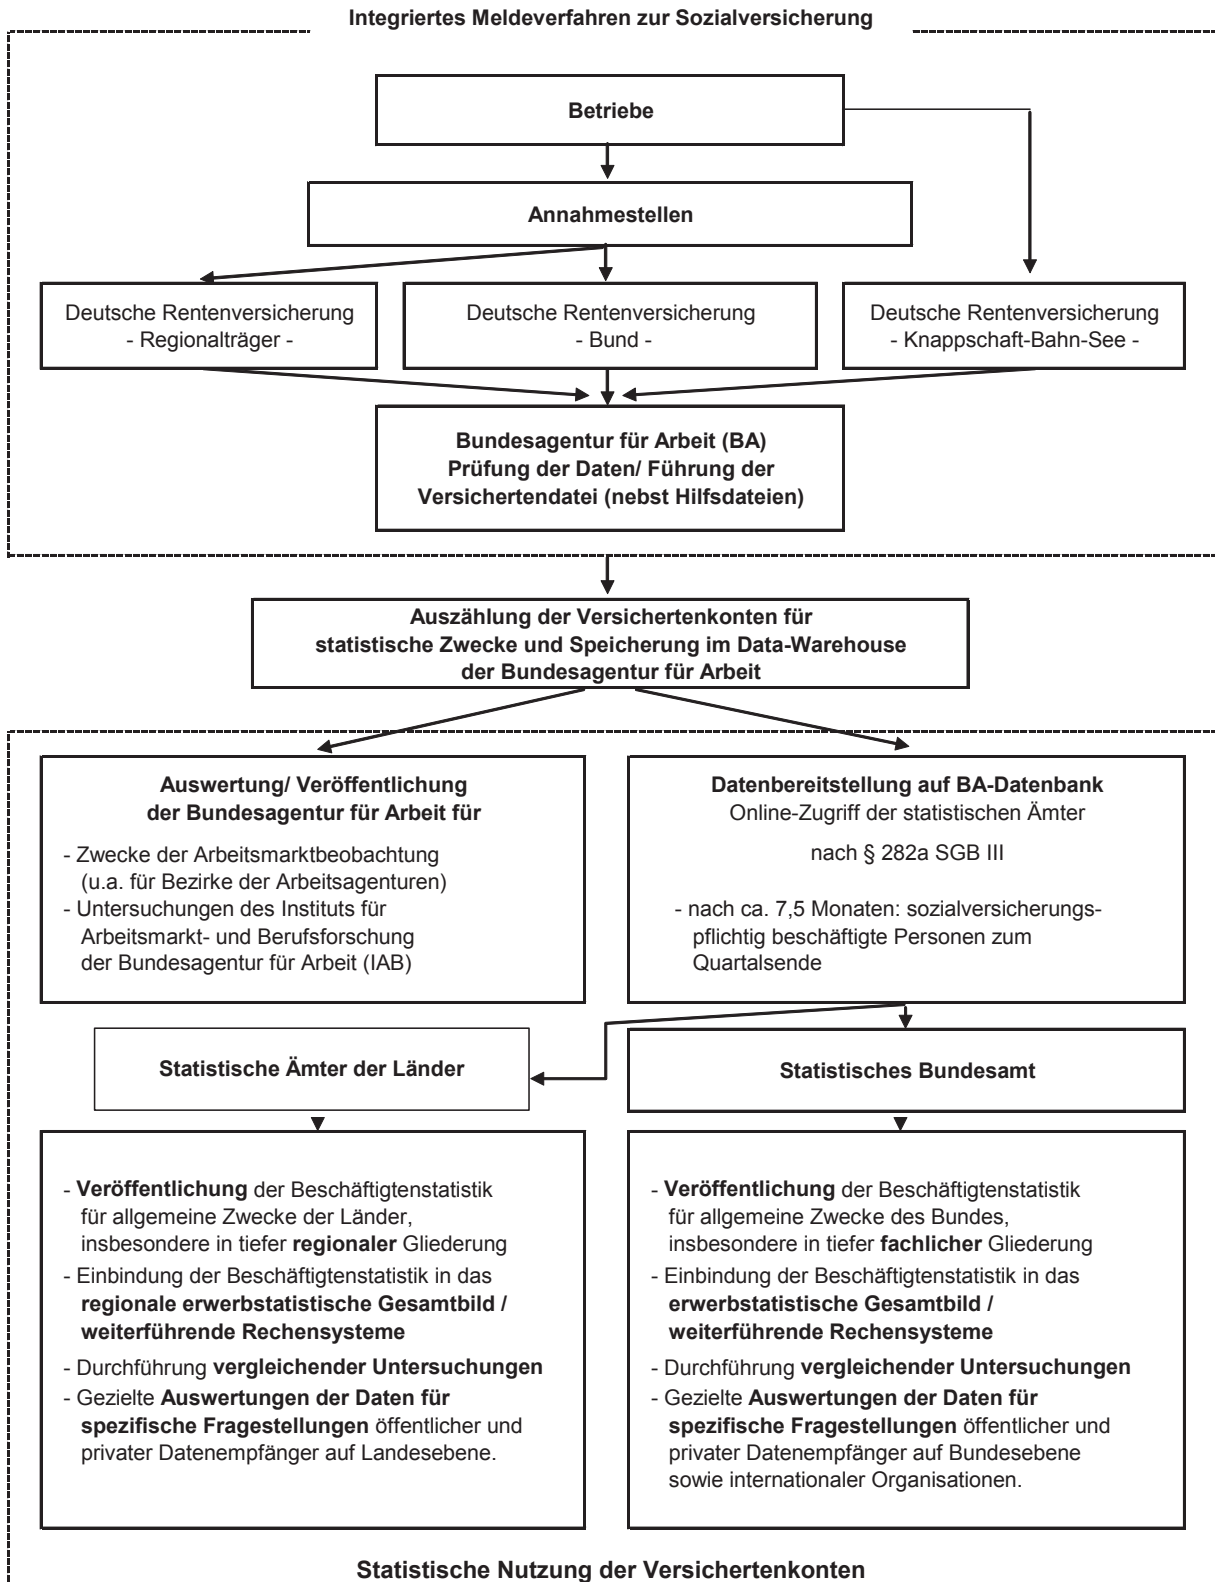 Integriertes Meldeverfahren zur Sozialversicherung
Betriebe
Annahmestellen
Deutsche Rentenversicherung
- Regionalträger -
Deutsche Rentenversicherung
- Bund -
Deutsche Rentenversicherung
- Knappschaft-Bahn-See -
Bundesagentur für Arbeit (BA)
Prüfung der Daten/ Führung der
Versichertendatei (nebst Hilfsdateien)
Auszählung der Versichertenkonten für
statistische Zwecke und Speicherung im Data-Warehouse
der Bundesagentur für Arbeit
Auswertung/ Veröffentlichung
der Bundesagentur für Arbeit für
- Zwecke der Arbeitsmarktbeobachtung
(u.a. für Bezirke der Arbeitsagenturen)
- Untersuchungen des Instituts für
Arbeitsmarkt- und Berufsforschung
der Bundesagentur für Arbeit (IAB)
Datenbereitstellung auf BA-Datenbank
Online-Zugriff der statistischen Ämter
nach § 282a SGB III
- nach ca. 7,5 Monaten: sozialversicherungs-
pflichtig beschäftigte Personen zum
Quartalsende
Statistische Ämter der Länder
Statistisches Bundesamt
- Veröffentlichung der Beschäftigtenstatistik
für allgemeine Zwecke der Länder,
insbesondere in tiefer regionaler Gliederung
- Einbindung der Beschäftigtenstatistik in das
regionale erwerbstatistische Gesamtbild /
weiterführende Rechensysteme
- Durchführung vergleichender Untersuchungen
- Gezielte Auswertungen der Daten für
spezifische Fragestellungen öffentlicher und
privater Datenempfänger auf Landesebene.
- Veröffentlichung der Beschäftigtenstatistik
für allgemeine Zwecke des Bundes,
insbesondere in tiefer fachlicher Gliederung
- Einbindung der Beschäftigtenstatistik in das
erwerbstatistische Gesamtbild /
weiterführende Rechensysteme
- Durchführung vergleichender Untersuchungen
- Gezielte Auswertungen der Daten für
spezifische Fragestellungen öffentlicher und
privater Datenempfänger auf Bundesebene
sowie internationaler Organisationen.
Statistische Nutzung der Versichertenkonten